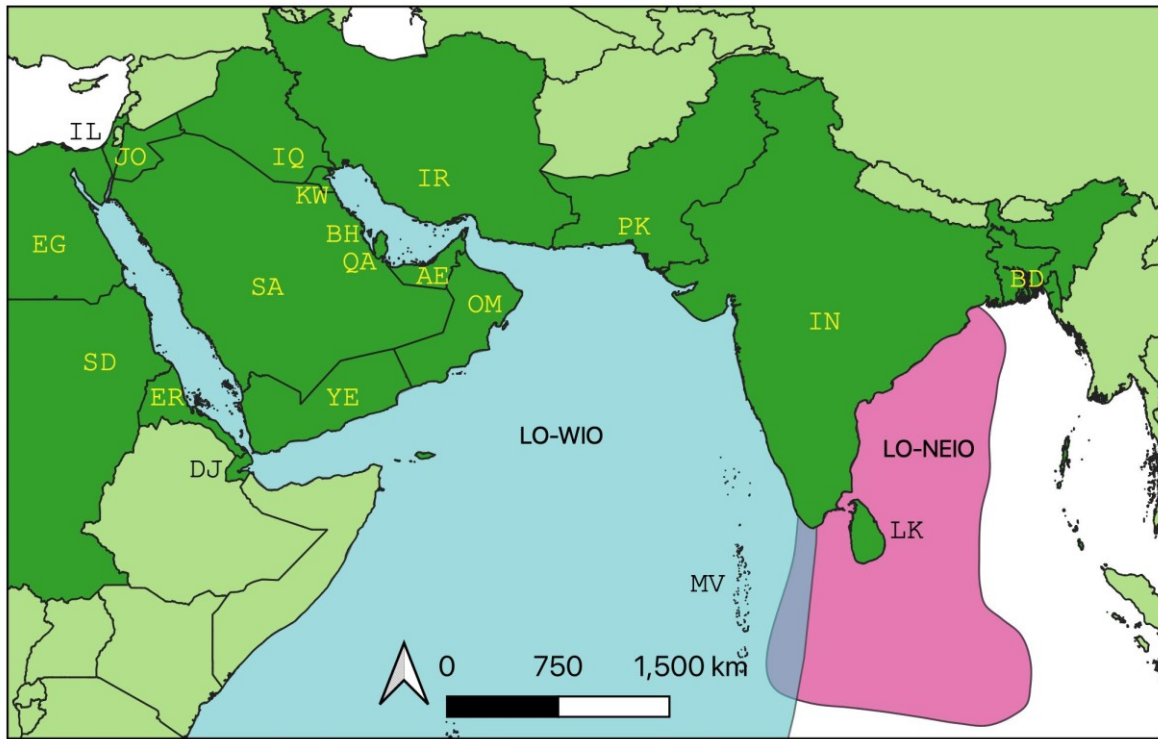 IL
JO
IQ
KW
IR
PK
BH
QA
AE
EG
SA
OM
BD
IN
SD
ER
YE
LO-WIO
LO-NEIO
DJ
LK
MV
0 750 1,500 km